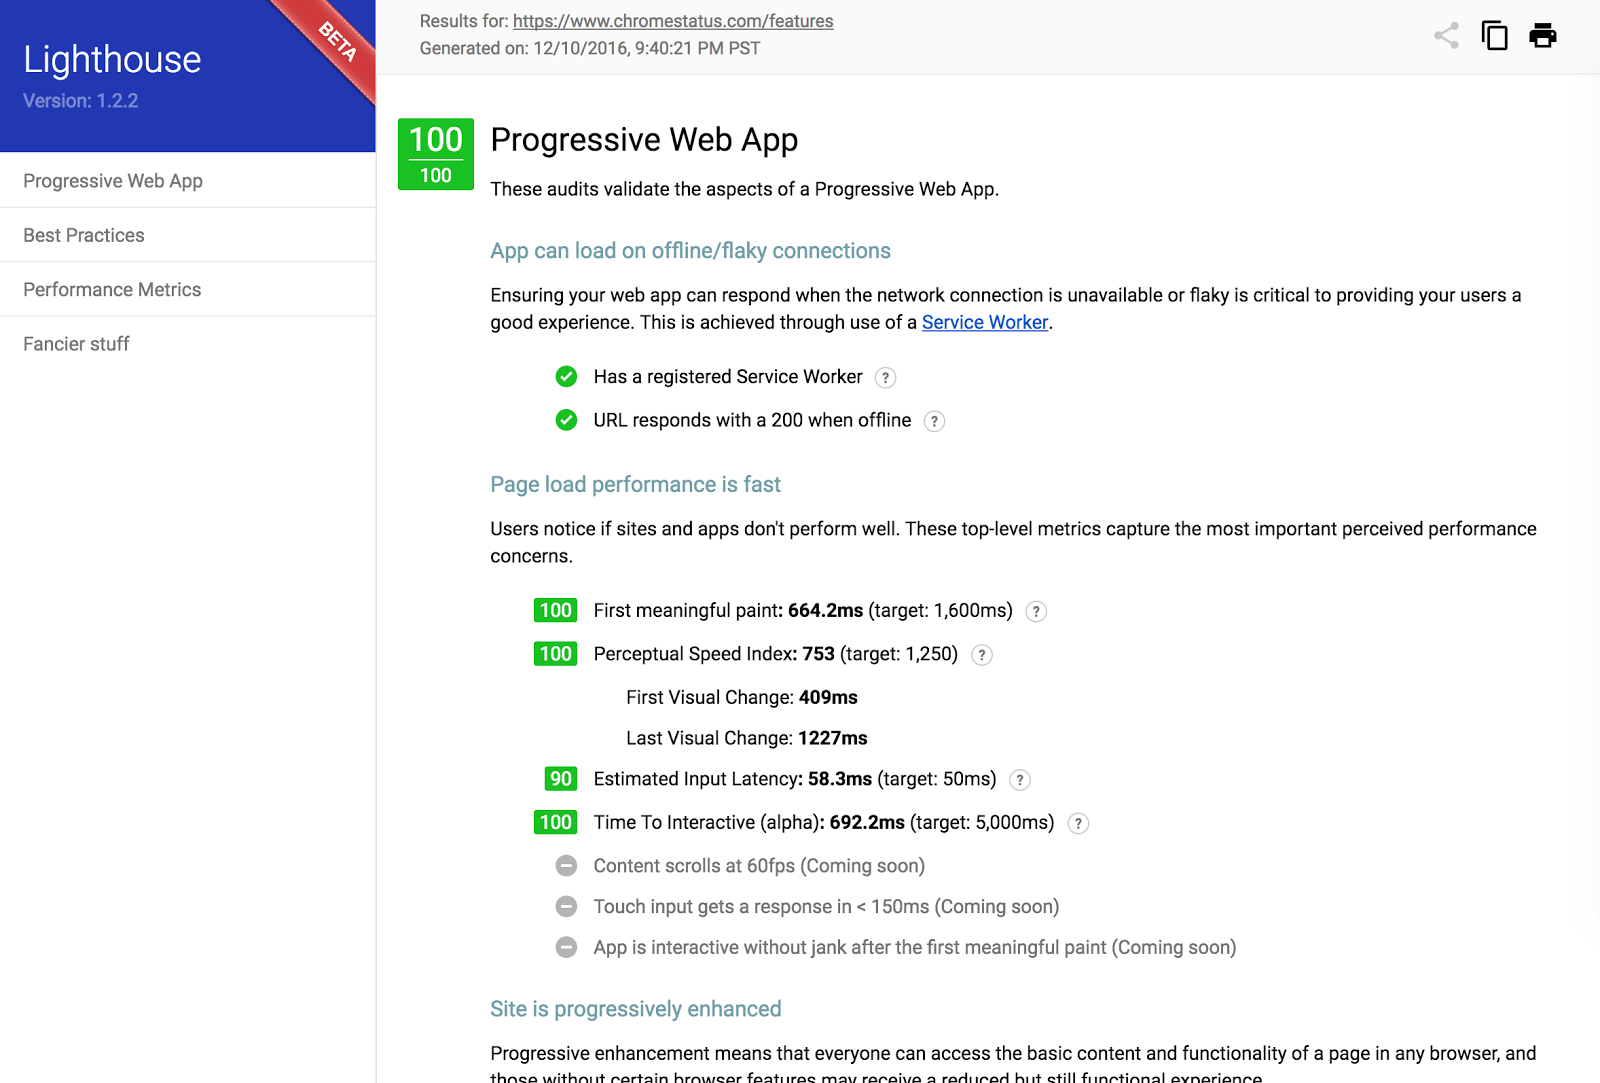 Lighthouse
BETA
Version: 1.2.2
Progressive Web App
Best Practices
Performance Metrics
Fancier stuff
Results for: https://www.chromestatus.com/features
Generated on: 12/10/2016, 9:40:21 PM PST
100
100
Progressive Web App
These audits validate the aspects of a Progressive Web App.
App can load on offline/flaky connections
Ensuring your web app can respond when the network connection is unavailable or flaky is critical to providing your users a
good experience. This is achieved through use of a Service Worker.
Has a registered Service Worker ?
URL responds with a 200 when offline ?
Page load performance is fast
Users notice if sites and apps don't perform well. These top-level metrics capture the most important perceived performance
concerns.
100 First meaningful paint: 664.2ms (target: 1,600ms) ?
100 Perceptual Speed Index: 753 (target: 1,250) ?
First Visual Change: 409ms
Last Visual Change: 1227ms
90 Estimated Input Latency: 58.3ms (target: 50ms) ?
100 Time To Interactive (alpha): 692.2ms (target: 5,000ms) ?
Content scrolls at 60fps (Coming soon)
Touch input gets a response in < 150ms (Coming soon)
App is interactive without jank after the first meaningful paint (Coming soon)
Site is progressively enhanced
Progressive enhancement means that everyone can access the basic content and functionality of a page in any browser, and
those without certain browser features may receive a reduced but still functional experience.